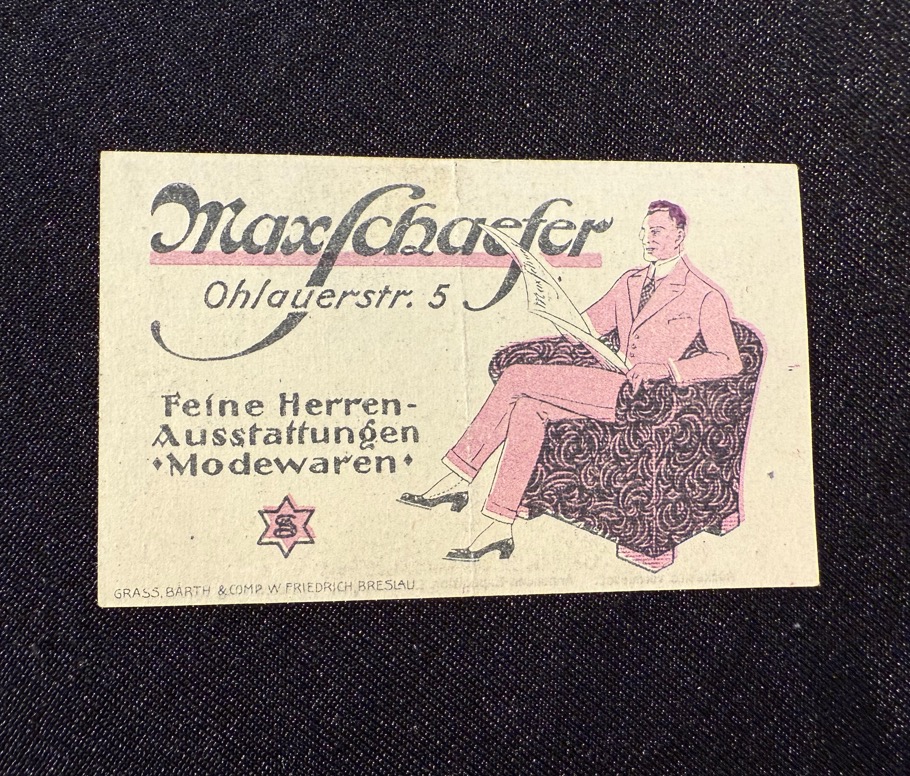 Max Schaefer
Ohlauerstr. 5
Feine Herren-
Ausstattungen
Modewaren
GRASS, BARTH & COMP. W. FRIEDRICH, BRESLAU